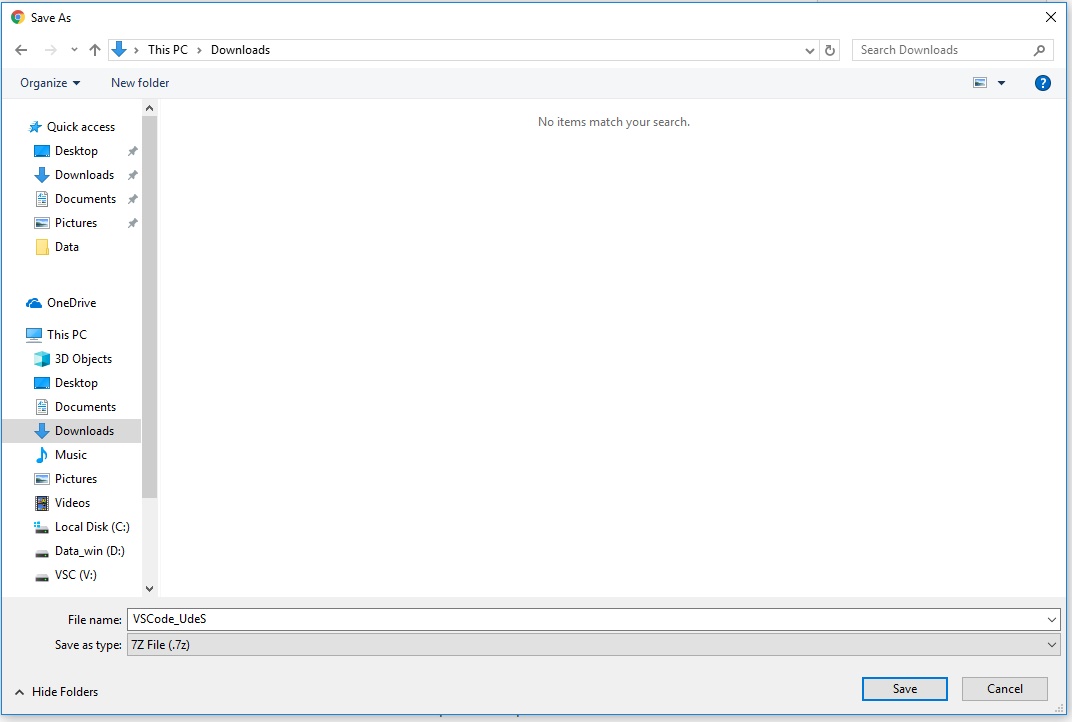 Save As
This PC > Downloads
Search Downloads
Organize
New folder
?
No items match your search.
Quick access
Desktop
Downloads
Documents
Pictures
Data
OneDrive
This PC
3D Objects
Desktop
Documents
Downloads
Music
Pictures
Videos
Local Disk (C:)
Data_win (D:)
VSC (V:)
File name: VSCode_UdeS
Save as type: 7Z File (.7z)
Hide Folders
Save
Cancel